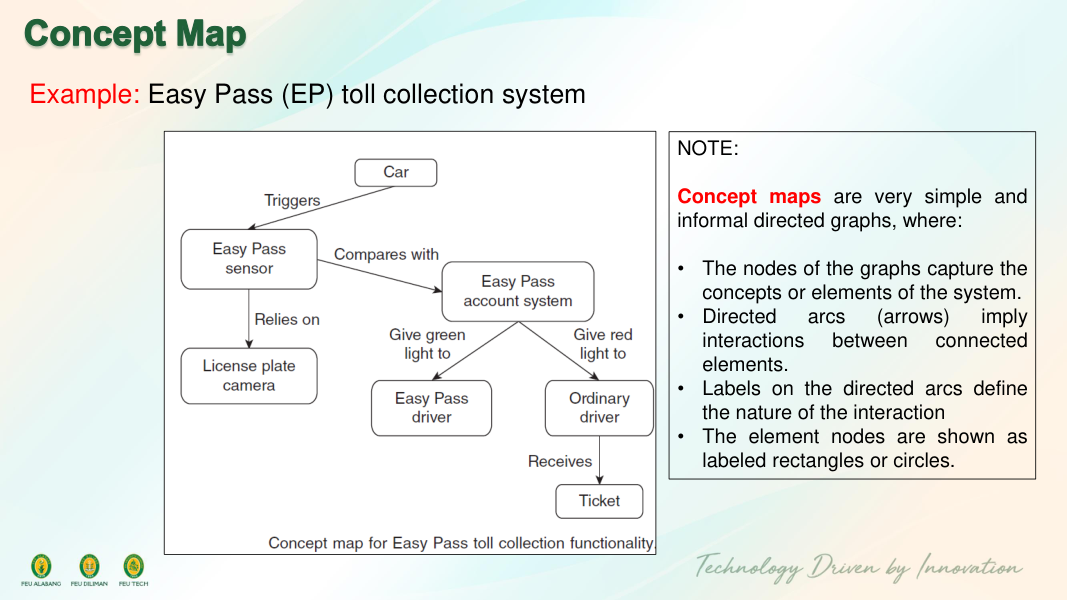 Concept Map
Example: Easy Pass (EP) toll collection system
Car
Triggers
Easy Pass
sensor
Compares with
Easy Pass
account system
Relies on
Give green
light to
Give red
light to
License plate
camera
Easy Pass
driver
Ordinary
driver
Receives
Ticket
Concept map for Easy Pass toll collection functionality.
NOTE:
Concept maps are very simple and
informal directed graphs, where:
• The nodes of the graphs capture the
concepts or elements of the system.
• Directed arcs (arrows) imply
interactions between connected
elements.
• Labels on the directed arcs define
the nature of the interaction
• The element nodes are shown as
labeled rectangles or circles.
FEU ALABANG
FEU DILIMAN
FEU TECH
Technology Driven by Innovation